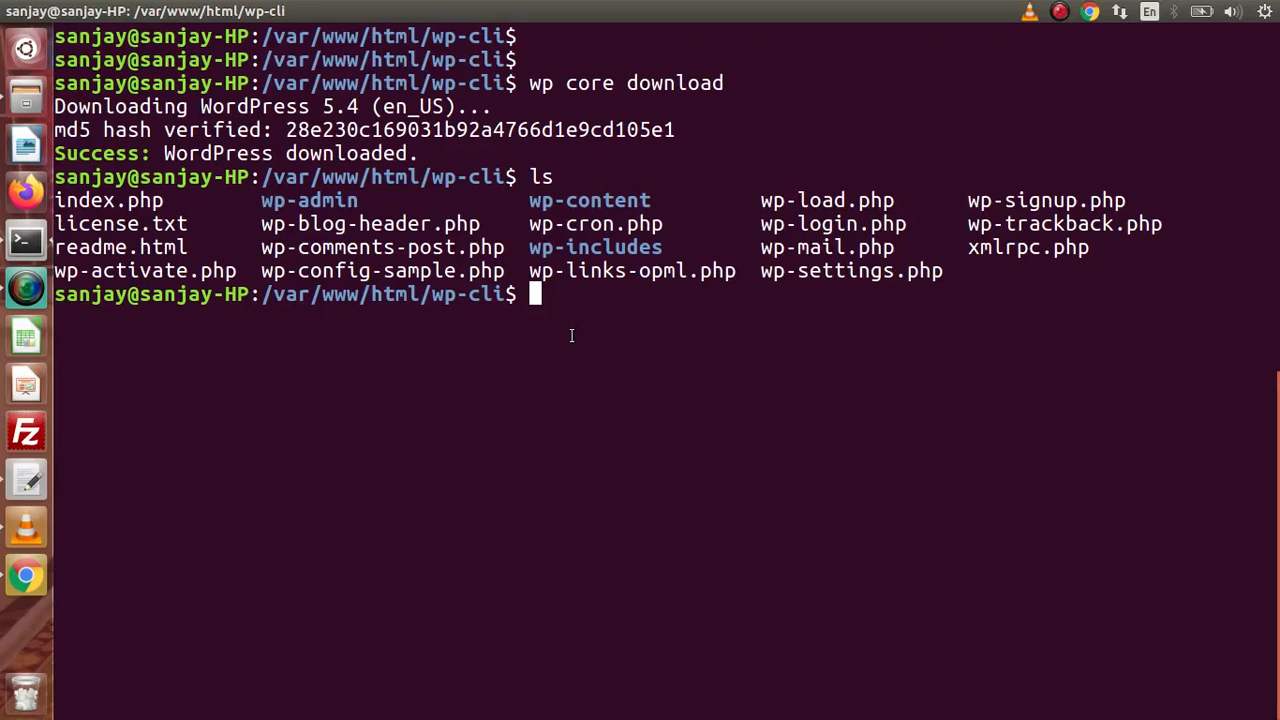 sanjay@sanjay-HP: /var/www/html/wp-cli
En
sanjay@sanjay-HP:/var/www/html/wp-cli$
sanjay@sanjay-HP:/var/www/html/wp-cli$
sanjay@sanjay-HP:/var/www/html/wp-cli$ wp core download
Downloading WordPress 5.4 (en_US)...
md5 hash verified: 28e230c169031b92a4766d1e9cd105e1
Success: WordPress downloaded.
sanjay@sanjay-HP:/var/www/html/wp-cli$ ls
index.php wp-admin wp-content wp-load.php wp-signup.php
license.txt wp-blog-header.php wp-cron.php wp-login.php wp-trackback.php
readme.html wp-comments-post.php wp-includes wp-mail.php xmlrpc.php
wp-activate.php wp-config-sample.php wp-links-opml.php wp-settings.php
sanjay@sanjay-HP:/var/www/html/wp-cli$
Fz